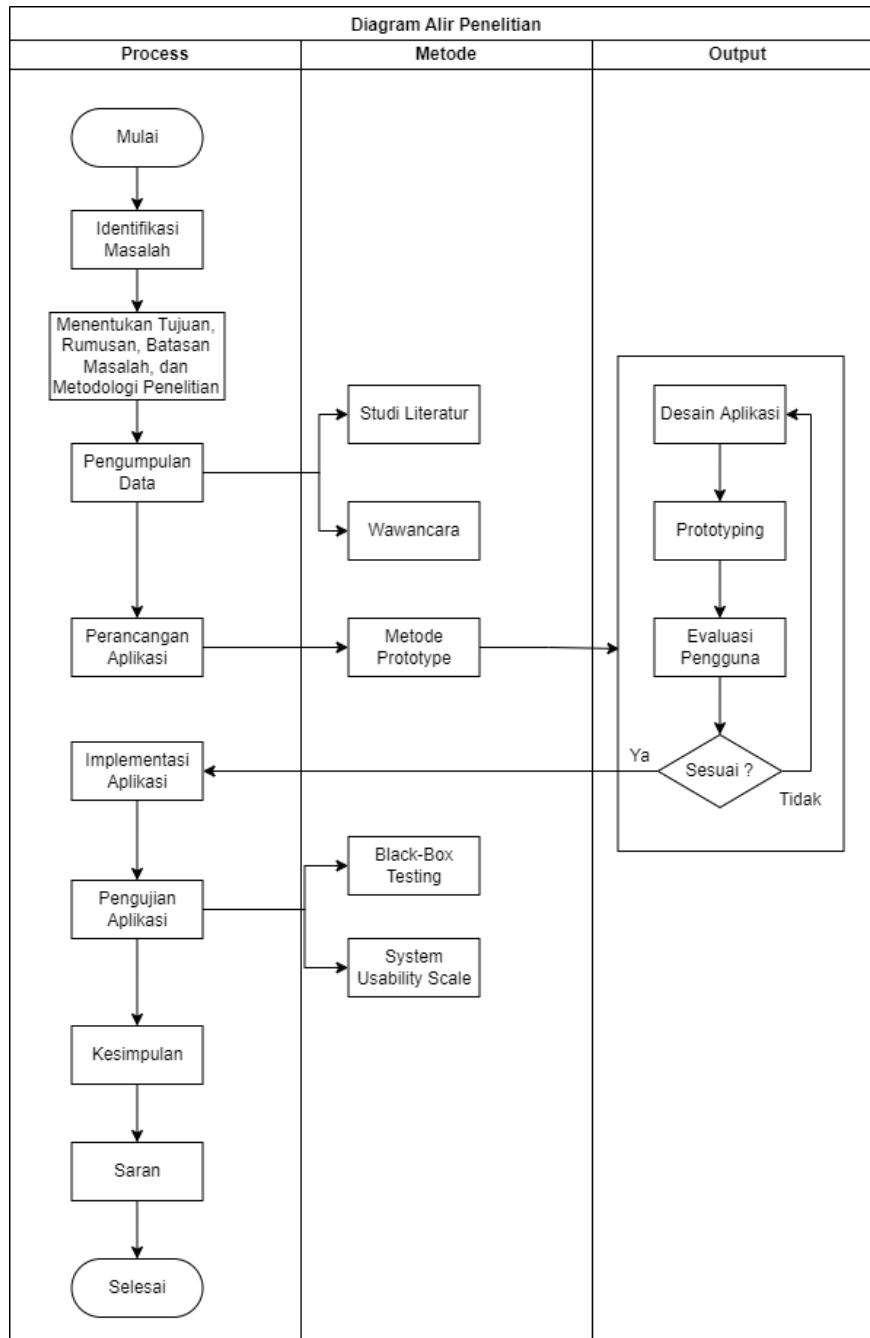 Diagram Alir Penelitian
Process
Metode
Output
Mulai
Identifikasi
Masalah
Menentukan Tujuan,
Rumusan, Batasan
Masalah, dan
Metodologi Penelitian
Pengumpulan
Data
Studi Literatur
Wawancara
Perancangan
Aplikasi
Metode
Prototype
Desain Aplikasi
Prototyping
Evaluasi
Pengguna
Sesuai ?
Ya
Tidak
Implementasi
Aplikasi
Pengujian
Aplikasi
Black-Box
Testing
System
Usability Scale
Kesimpulan
Saran
Selesai